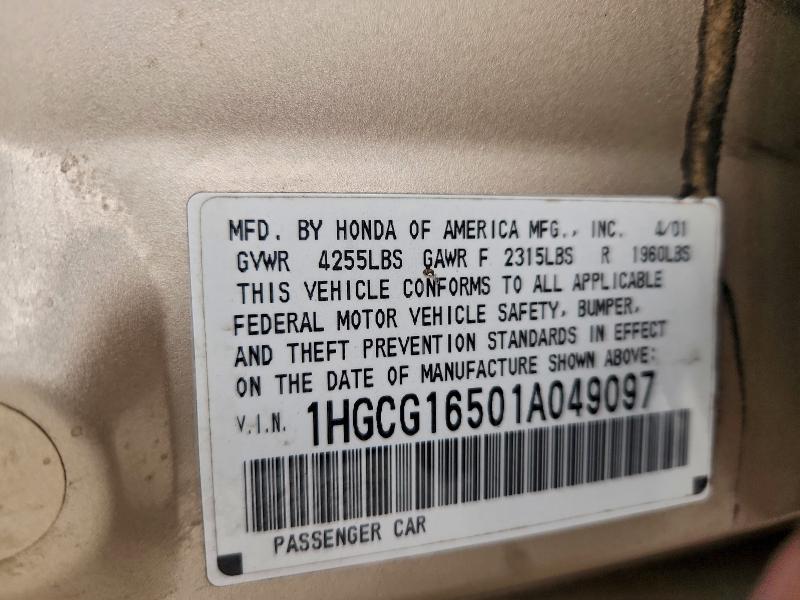 MFD. BY HONDA OF AMERICA MFG., INC. 4/01
GVWR 4255LBS GAWR F 2315LBS R 1960LBS
THIS VEHICLE CONFORMS TO ALL APPLICABLE
FEDERAL MOTOR VEHICLE SAFETY, BUMPER,
AND THEFT PREVENTION STANDARDS IN EFFECT
ON THE DATE OF MANUFACTURE SHOWN ABOVE:
V.I.N. 1HGCG16501A049097
PASSENGER CAR